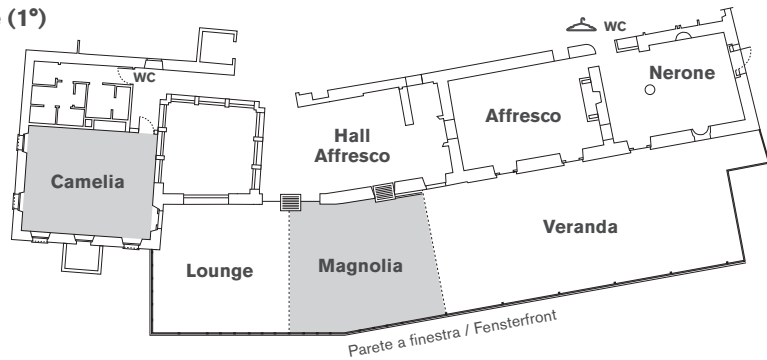 (1°)
WC
WC
Nerone
Affresco
Hall
Affresco
Camelia
Veranda
Lounge
Magnolia
Parete a finestra / Fensterfront